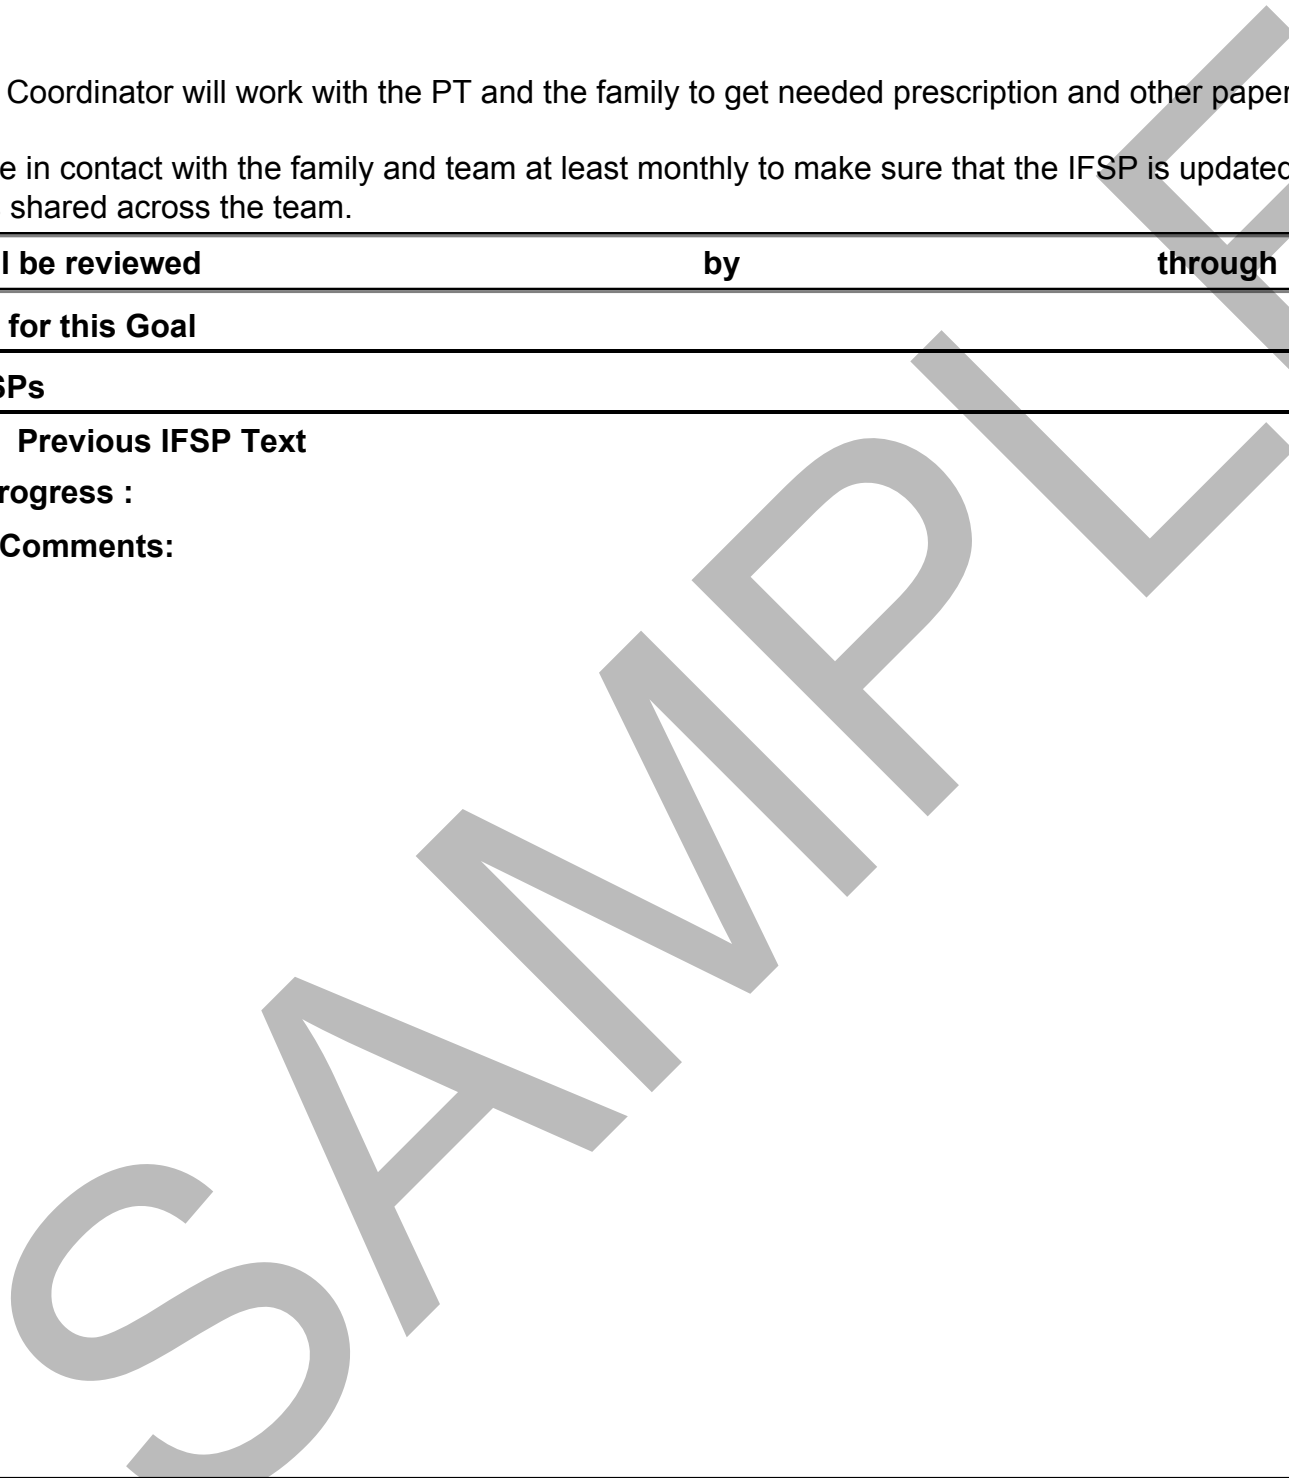 Coordinator will work with the PT and the family to get needed prescription and other paper
e in contact with the family and team at least monthly to make sure that the IFSP is updated
shared across the team.
l be reviewed by through
for this Goal
SPs
Previous IFSP Text
rogress :
Comments:
SAMPLE